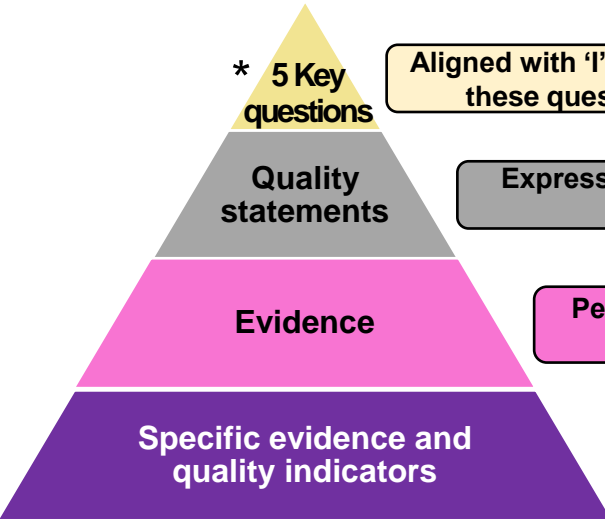 * 5 Key
questions
Aligned with ‘I’
these ques
Quality
statements
Express
Evidence
Pe
Specific evidence and
quality indicators